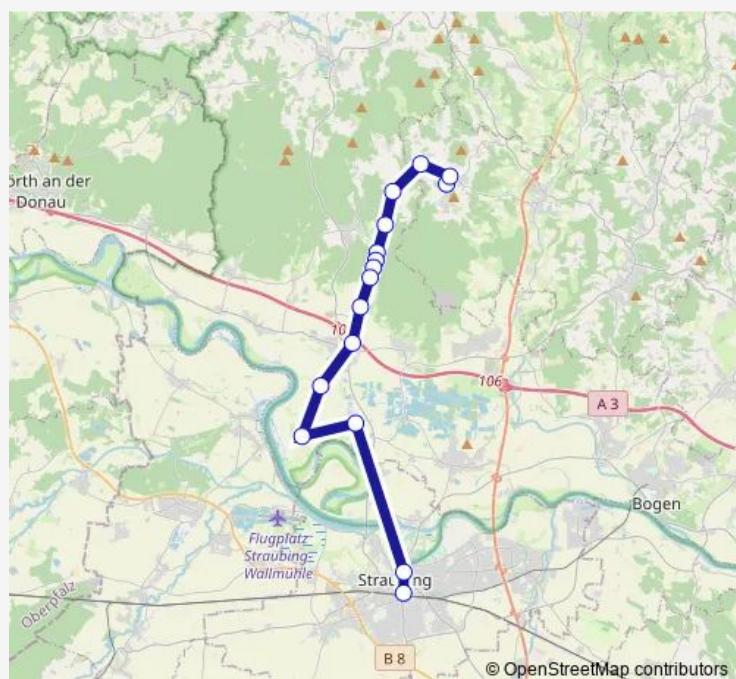 örth an der
Donau
10
106
A 3
Bogen
Flugplatz
Straubing-
Wallmühle
Straubing
Oberpfalz
B 8
© OpenStreetMap contributors